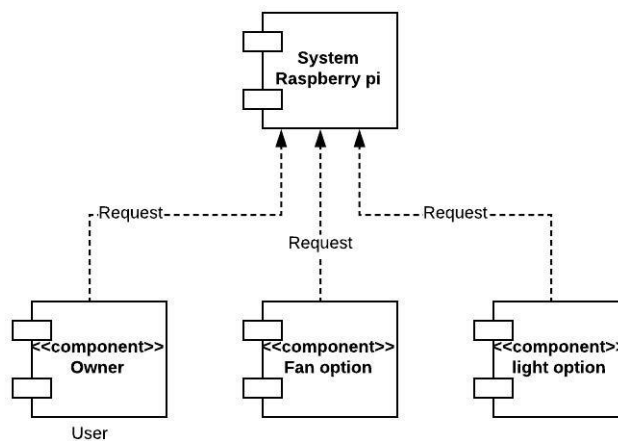 System
Raspberry pi
Request
Request
Request
<<component>>
Owner
<<component>>
Fan option
<<component>>
light option
User